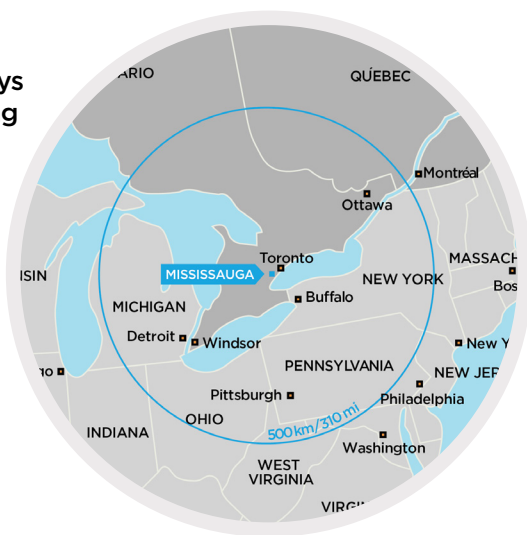 ys
g
ARIO
QUÉBEC
Montréal
Ottawa
Toronto
MISSISSAUGA
MASSACH
ISIN
NEW YORK
Bos
Buffalo
MICHIGAN
Detroit
Windsor
New Y
PENNSYLVANIA
NEW JER
Pittsburgh
Philadelphia
OHIO
500 km/310 mi
INDIANA
Washington
WEST
VIRGINIA
VIRGI